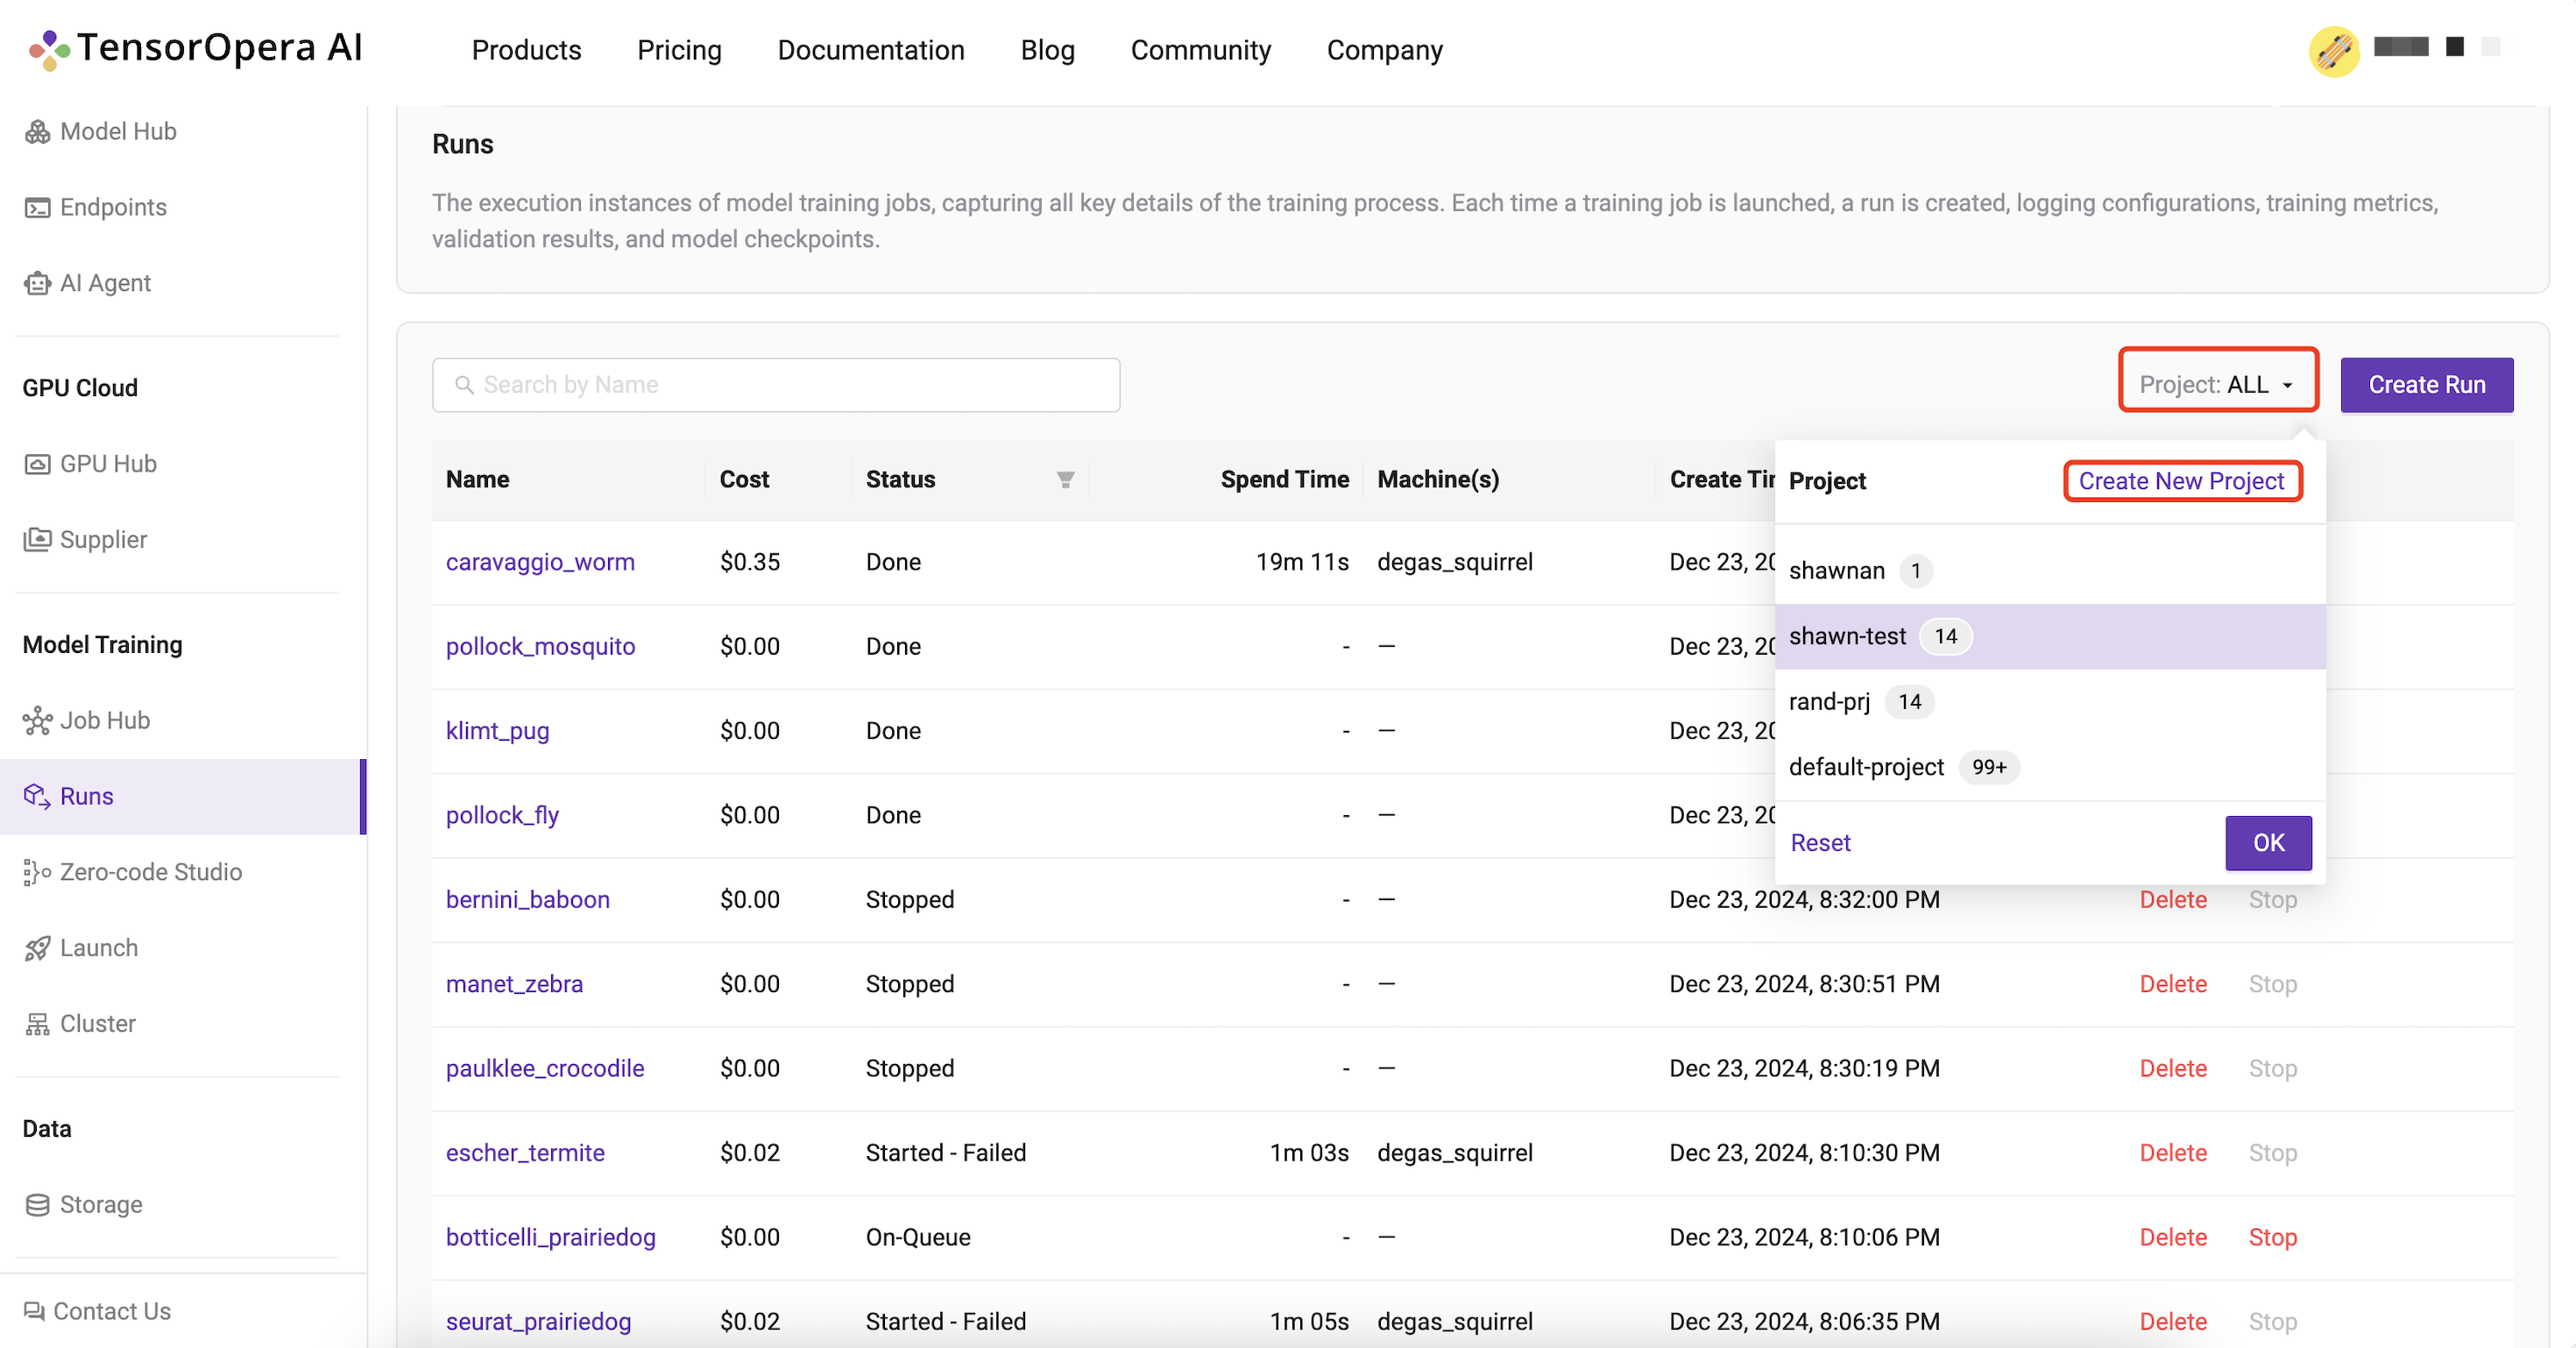 TensorOpera AI
Products Pricing Documentation Blog Community Company
Model Hub
Endpoints
AI Agent
GPU Cloud
GPU Hub
Supplier
Model Training
Job Hub
Runs
Zero-code Studio
Launch
Cluster
Data
Storage
Contact Us
Runs
The execution instances of model training jobs, capturing all key details of the training process. Each time a training job is launched, a run is created, logging configurations, training metrics,
validation results, and model checkpoints.
Search by Name
Project: ALL
Create Run
Name Cost Status Spend Time Machine(s) Create Tir
caravaggio_worm $0.35 Done 19m 11s degas_squirrel Dec 23, 20
pollock_mosquito $0.00 Done - — Dec 23, 20
klimt_pug $0.00 Done - — Dec 23, 20
pollock_fly $0.00 Done - — Dec 23, 20
bernini_baboon $0.00 Stopped - — Dec 23, 2024, 8:32:00 PM Delete Stop
manet_zebra $0.00 Stopped - — Dec 23, 2024, 8:30:51 PM Delete Stop
paulklee_crocodile $0.00 Stopped - — Dec 23, 2024, 8:30:19 PM Delete Stop
escher_termite $0.02 Started - Failed 1m 03s degas_squirrel Dec 23, 2024, 8:10:30 PM Delete Stop
botticelli_prairiedog $0.00 On-Queue - — Dec 23, 2024, 8:10:06 PM Delete Stop
seurat_prairiedog $0.02 Started - Failed 1m 05s degas_squirrel Dec 23, 2024, 8:06:35 PM Delete Stop
Project Create New Project
shawnan 1
shawn-test 14
rand-prj 14
default-project 99+
Reset OK